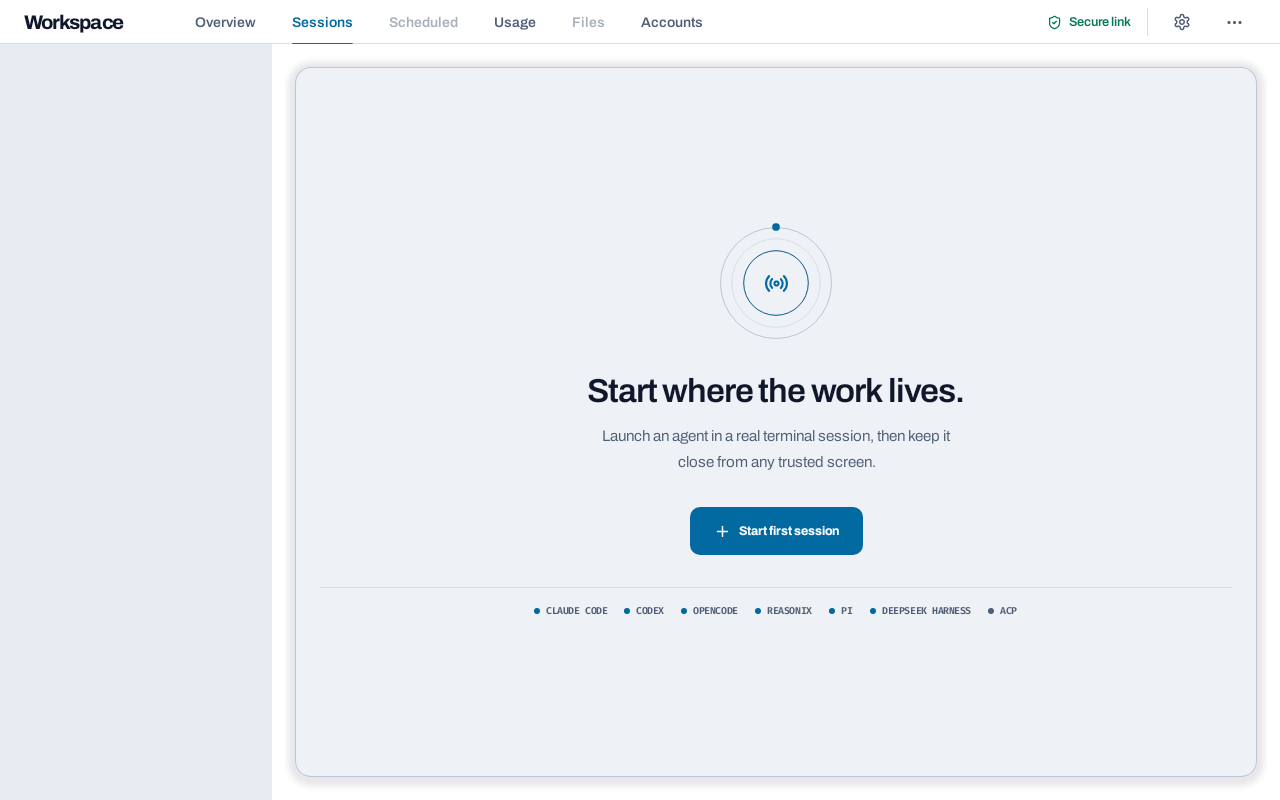 Workspace
Overview
Sessions
Scheduled
Usage
Files
Accounts
Secure link
Start where the work lives.
Launch an agent in a real terminal session, then keep it
close from any trusted screen.
Start first session
CLAUDE CODE
CODEX
OPENCODE
REASONIX
PI
DEEPSEEK HARNESS
ACP